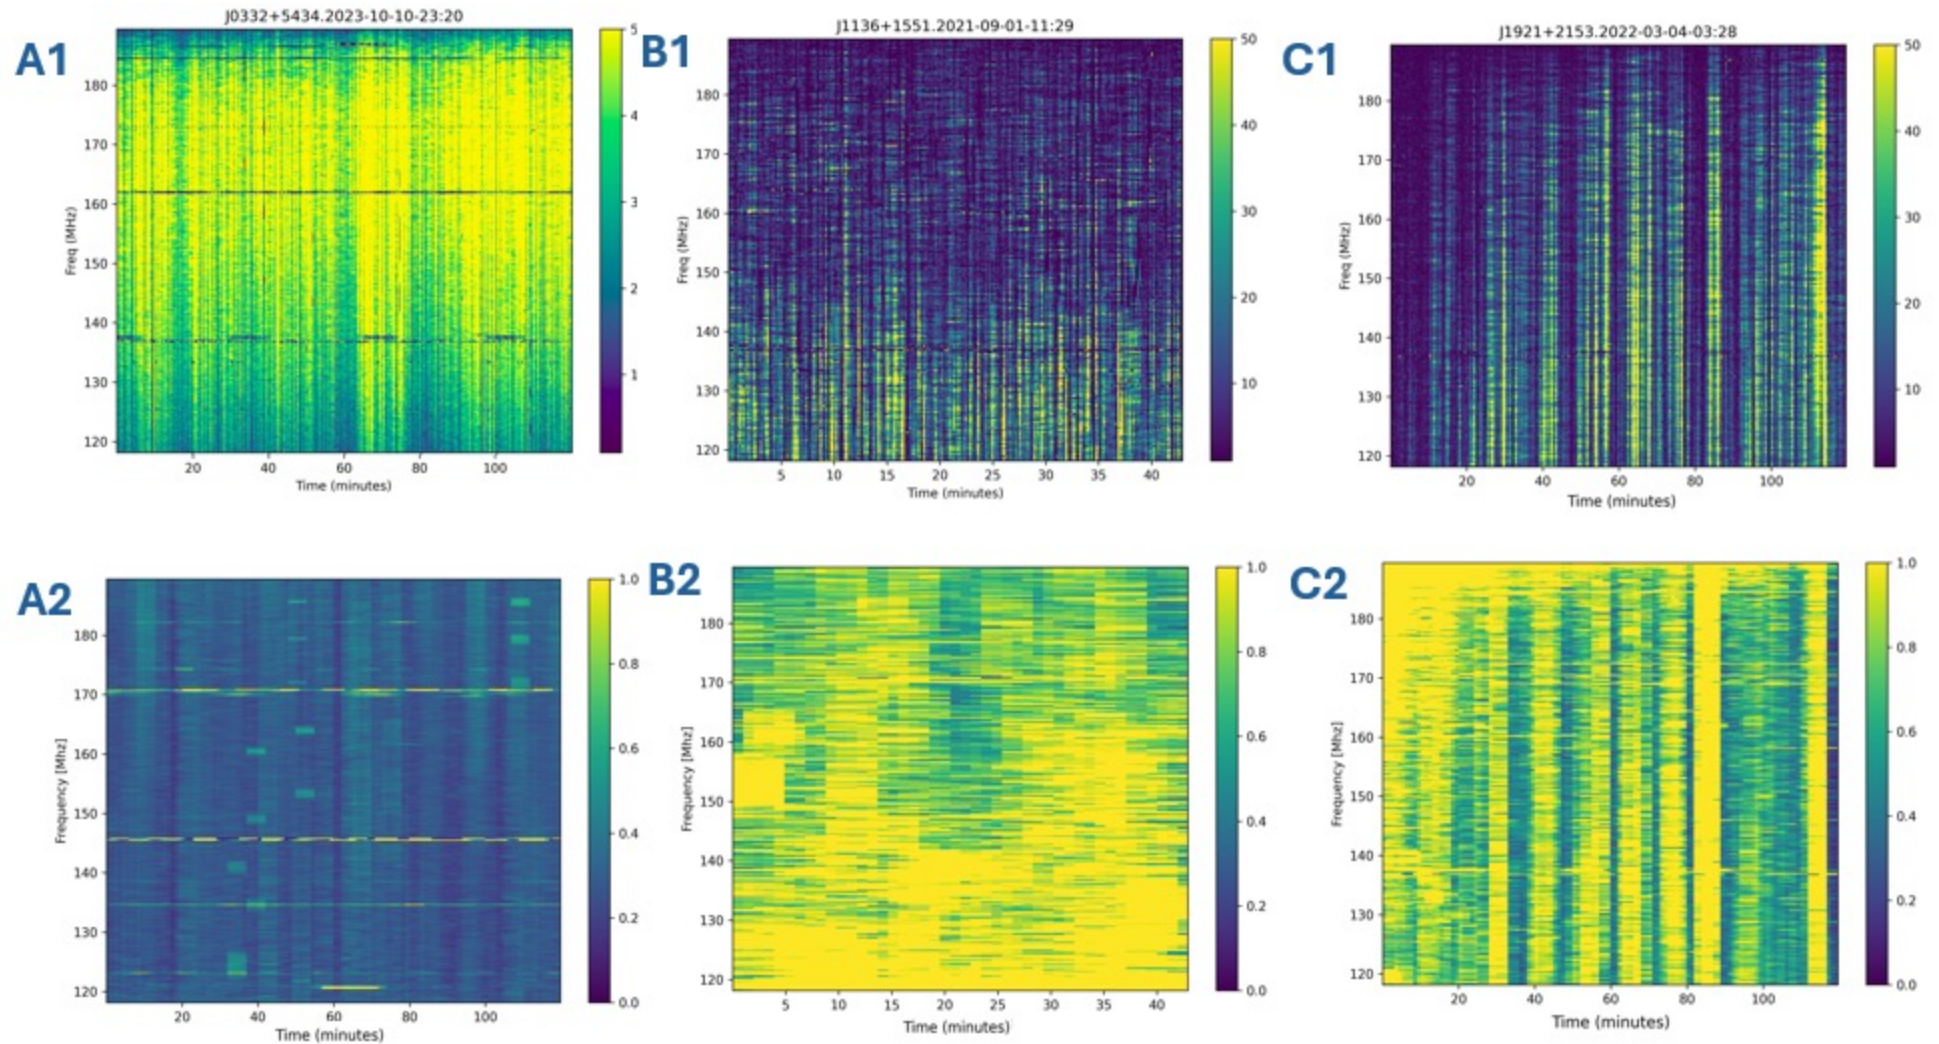 A1
J0332+5434.2023-10-10-23:20
Freq (MHz)
180
170
160
150
140
130
120
20 40 60 80 100
Time (minutes)
5
4
3
2
1
B1
J1136+1551.2021-09-01-11:29
Freq (MHz)
180
170
160
150
140
130
120
5 10 15 20 25 30 35 40
Time (minutes)
50
40
30
20
10
C1
J1921+2153.2022-03-04-03:28
Freq (MHz)
180
170
160
150
140
130
120
20 40 60 80 100
Time (minutes)
50
40
30
20
10
A2
Frequency [Mhz]
180
170
160
150
140
130
120
20 40 60 80 100
Time (minutes)
1.0
0.8
0.6
0.4
0.2
0.0
B2
Frequency [Mhz]
180
170
160
150
140
130
120
5 10 15 20 25 30 35 40
Time (minutes)
1.0
0.8
0.6
0.4
0.2
0.0
C2
Frequency [Mhz]
180
170
160
150
140
130
120
20 40 60 80 100
Time (minutes)
1.0
0.8
0.6
0.4
0.2
0.0